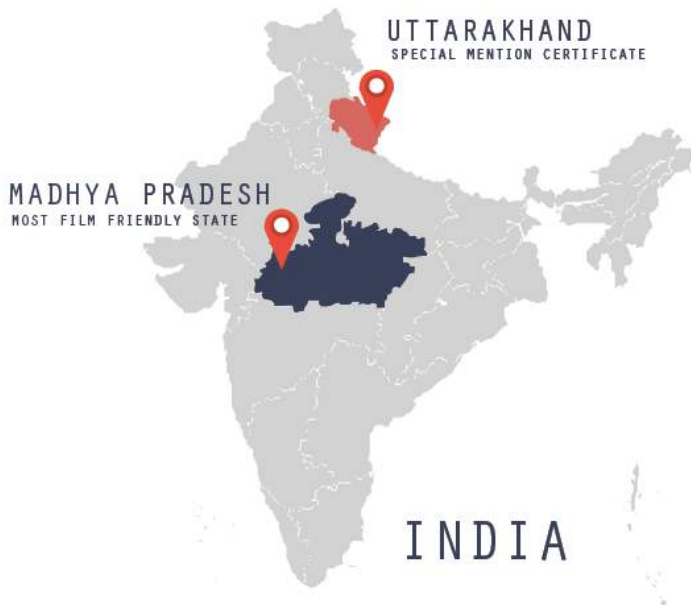 UTTARAKHAND
SPECIAL MENTION CERTIFICATE
MADHYA PRADESH
MOST FILM FRIENDLY STATE
INDIA